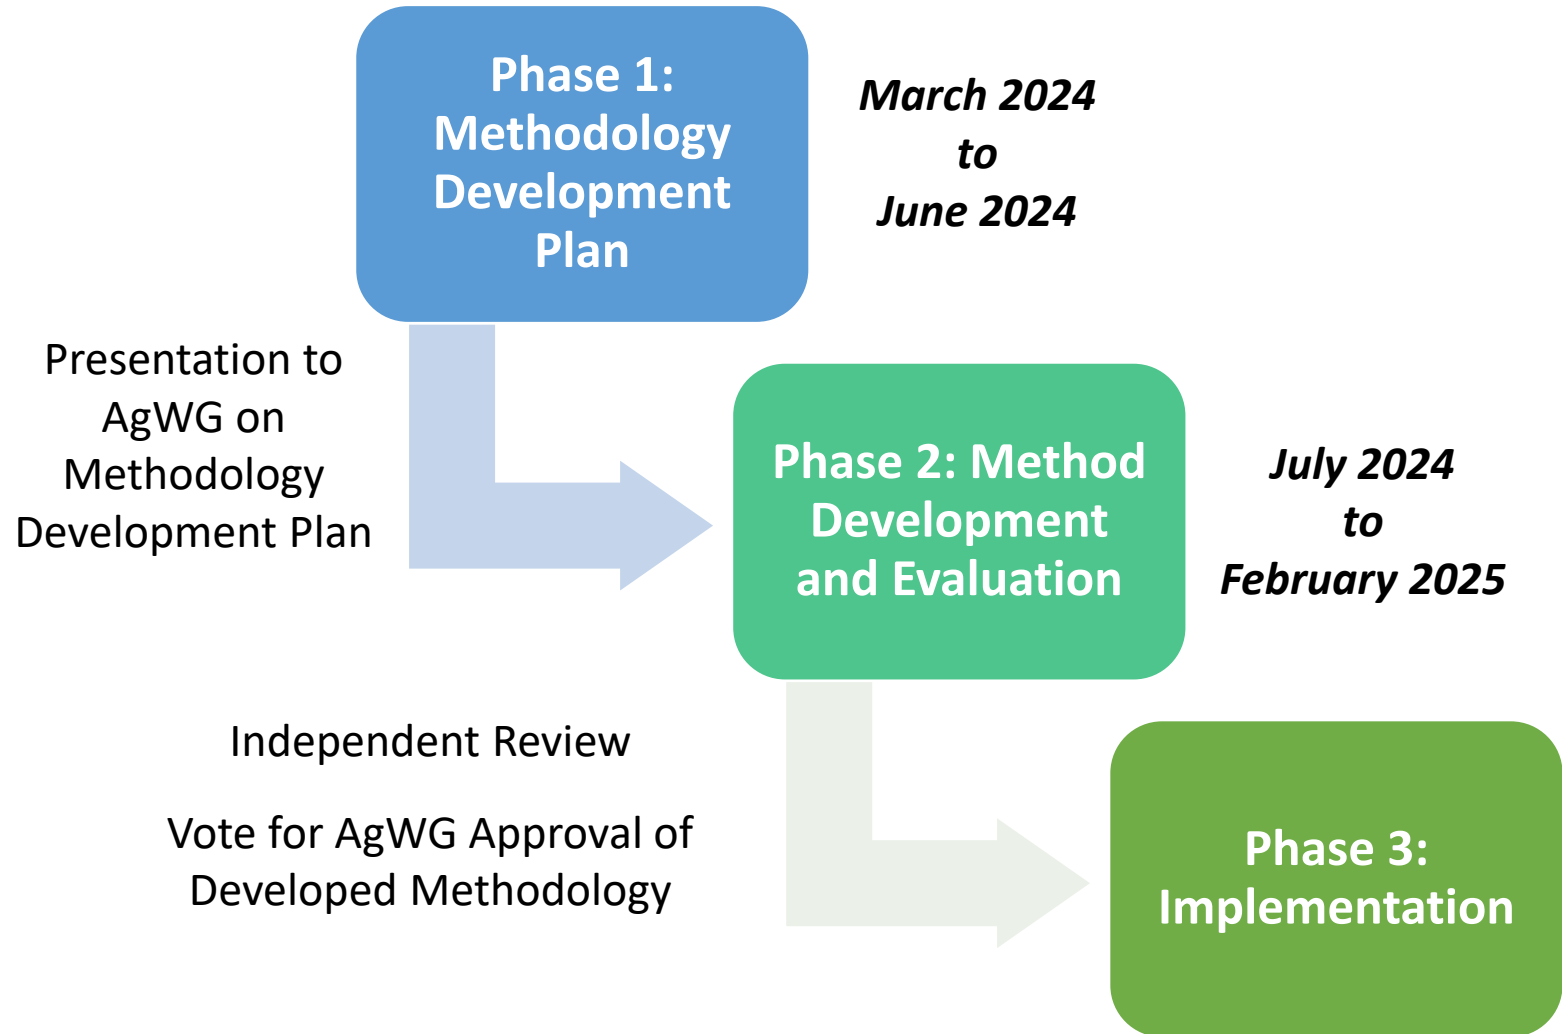 Phase 1:
Methodology
Development
Plan
March 2024
to
June 2024
Presentation to
AgWG on
Methodology
Development Plan
Phase 2: Method
Development
and Evaluation
July 2024
to
February 2025
Independent Review
Vote for AgWG Approval of
Developed Methodology
Phase 3:
Implementation